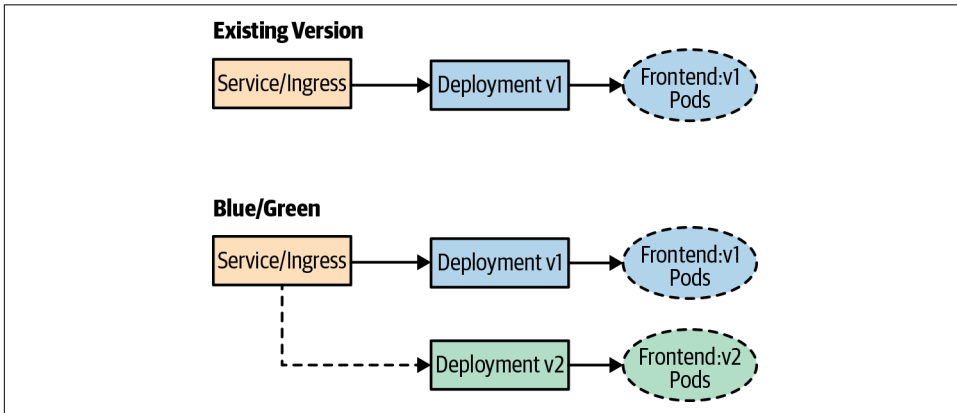 Existing Version
Service/Ingress
Deployment v1
Frontend:v1
Pods
Blue/Green
Service/Ingress
Deployment v1
Frontend:v1
Pods
Deployment v2
Frontend:v2
Pods